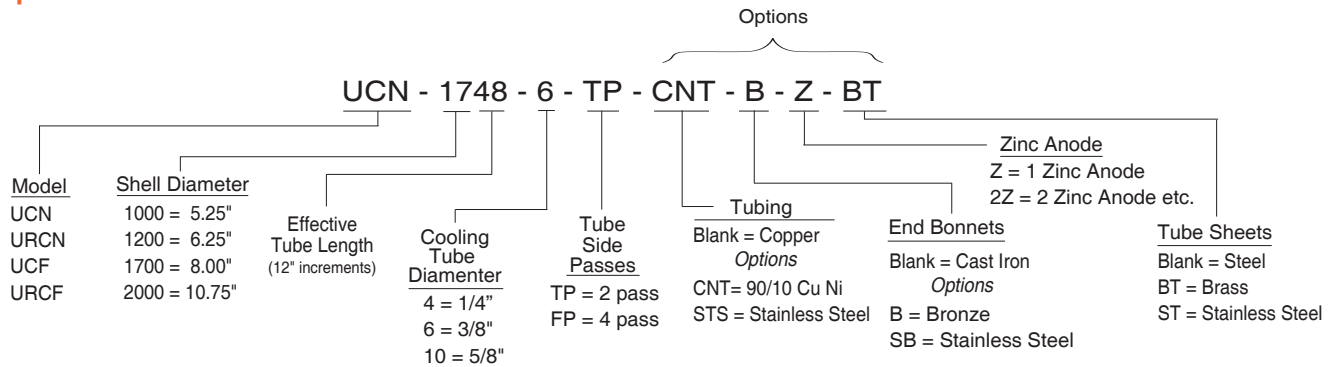 Options
UCN - 1748 - 6 - TP - CNT - B - Z - BT
Model
UCN
URCN
UCF
URCF
Shell Diameter
1000 = 5.25"
1200 = 6.25"
1700 = 8.00"
2000 = 10.75"
Effective
Tube Length
(12" increments)
Cooling
Tube
Diamenter
4 = 1/4”
6 = 3/8"
10 = 5/8"
Tube
Side
Passes
TP = 2 pass
FP = 4 pass
Tubing
Blank = Copper
Options
CNT= 90/10 Cu Ni
STS = Stainless Steel
End Bonnets
Blank = Cast Iron
Options
B = Bronze
SB = Stainless Steel
Zinc Anode
Z = 1 Zinc Anode
2Z = 2 Zinc Anode etc.
Tube Sheets
Blank = Steel
BT = Brass
ST = Stainless Steel